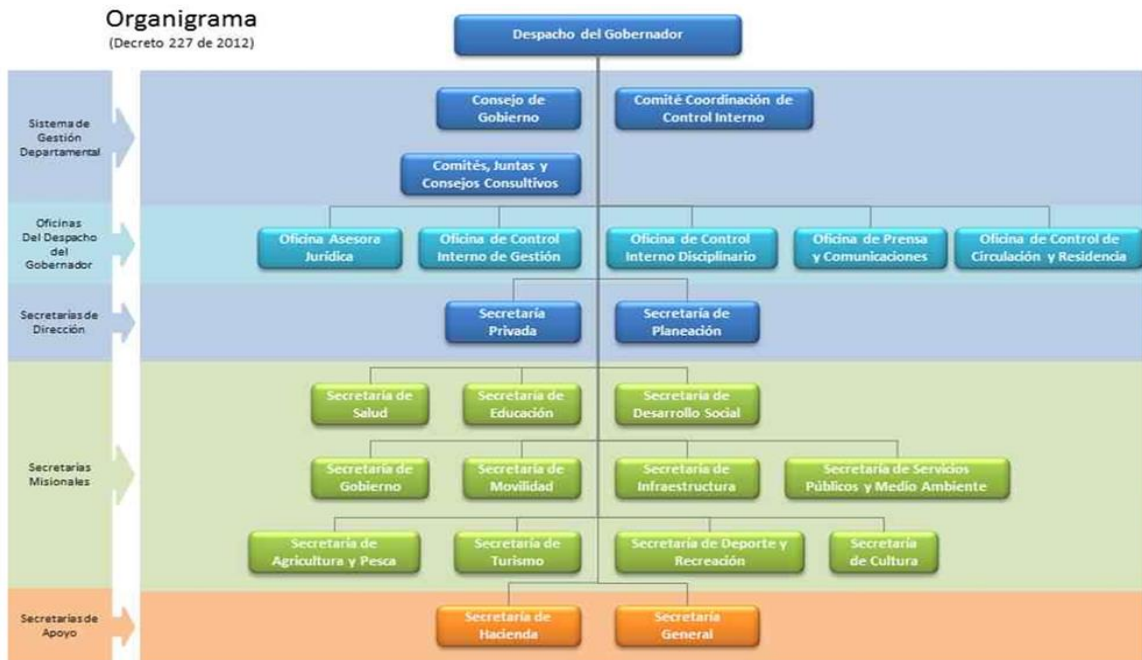 Organigrama
(Decreto 227 de 2012)
Despacho del Gobernador
Sistema de
Gestión
Departamental
Consejo de
Gobierno
Comité Coordinación de
Control Interno
Comités, Juntas y
Consejos Consultivos
Oficinas
Del Despacho
del
Gobernador
Oficina Asesora
Jurídica
Oficina de Control
Interno de Gestión
Oficina de Control
Interno Disciplinario
Oficina de Prensa
y Comunicaciones
Oficina de Control de
Circulación y Residencia
Secretarías de
Dirección
Secretaría
Privada
Secretaría de
Planeación
Secretarías
Misionales
Secretaría de
Salud
Secretaría de
Educación
Secretaría de
Desarrollo Social
Secretaría de
Gobierno
Secretaría de
Movilidad
Secretaría de
Infraestructura
Secretaría de Servicios
Públicos y Medio Ambiente
Secretaría de
Agricultura y Pesca
Secretaría de
Turismo
Secretaría de Deporte y
Recreación
Secretaría
de Cultura
Secretarías de
Apoyo
Secretaría de
Hacienda
Secretaría
General